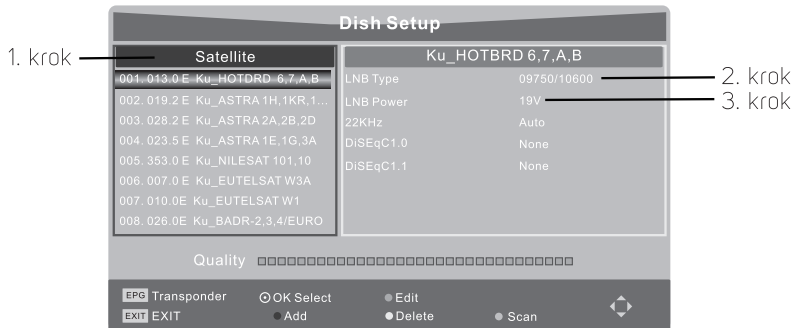 Dish Setup
1. krok
Satellite
Ku_HOTBRD 6,7,A,B
001. 013.0 E Ku_HOTDRD 6,7,A,B
LNB Type 09750/10600
2. krok
002. 019.2 E Ku_ASTRA 1H,1KR,1...
LNB Power 19V
3. krok
003. 028.2 E Ku_ASTRA 2A,2B,2D
22KHz Auto
004. 023.5 E Ku_ASTRA 1E,1G,3A
DiSEqC1.0 None
005. 353.0 E Ku_NILESAT 101,10
DiSEqC1.1 None
006. 007.0 E Ku_EUTELSAT W3A
007. 010.0E Ku_EUTELSAT W1
008. 026.0E Ku_BADR-2,3,4/EURO
Quality
EPG Transponder OK Select Edit
EXIT EXIT Add Delete Scan